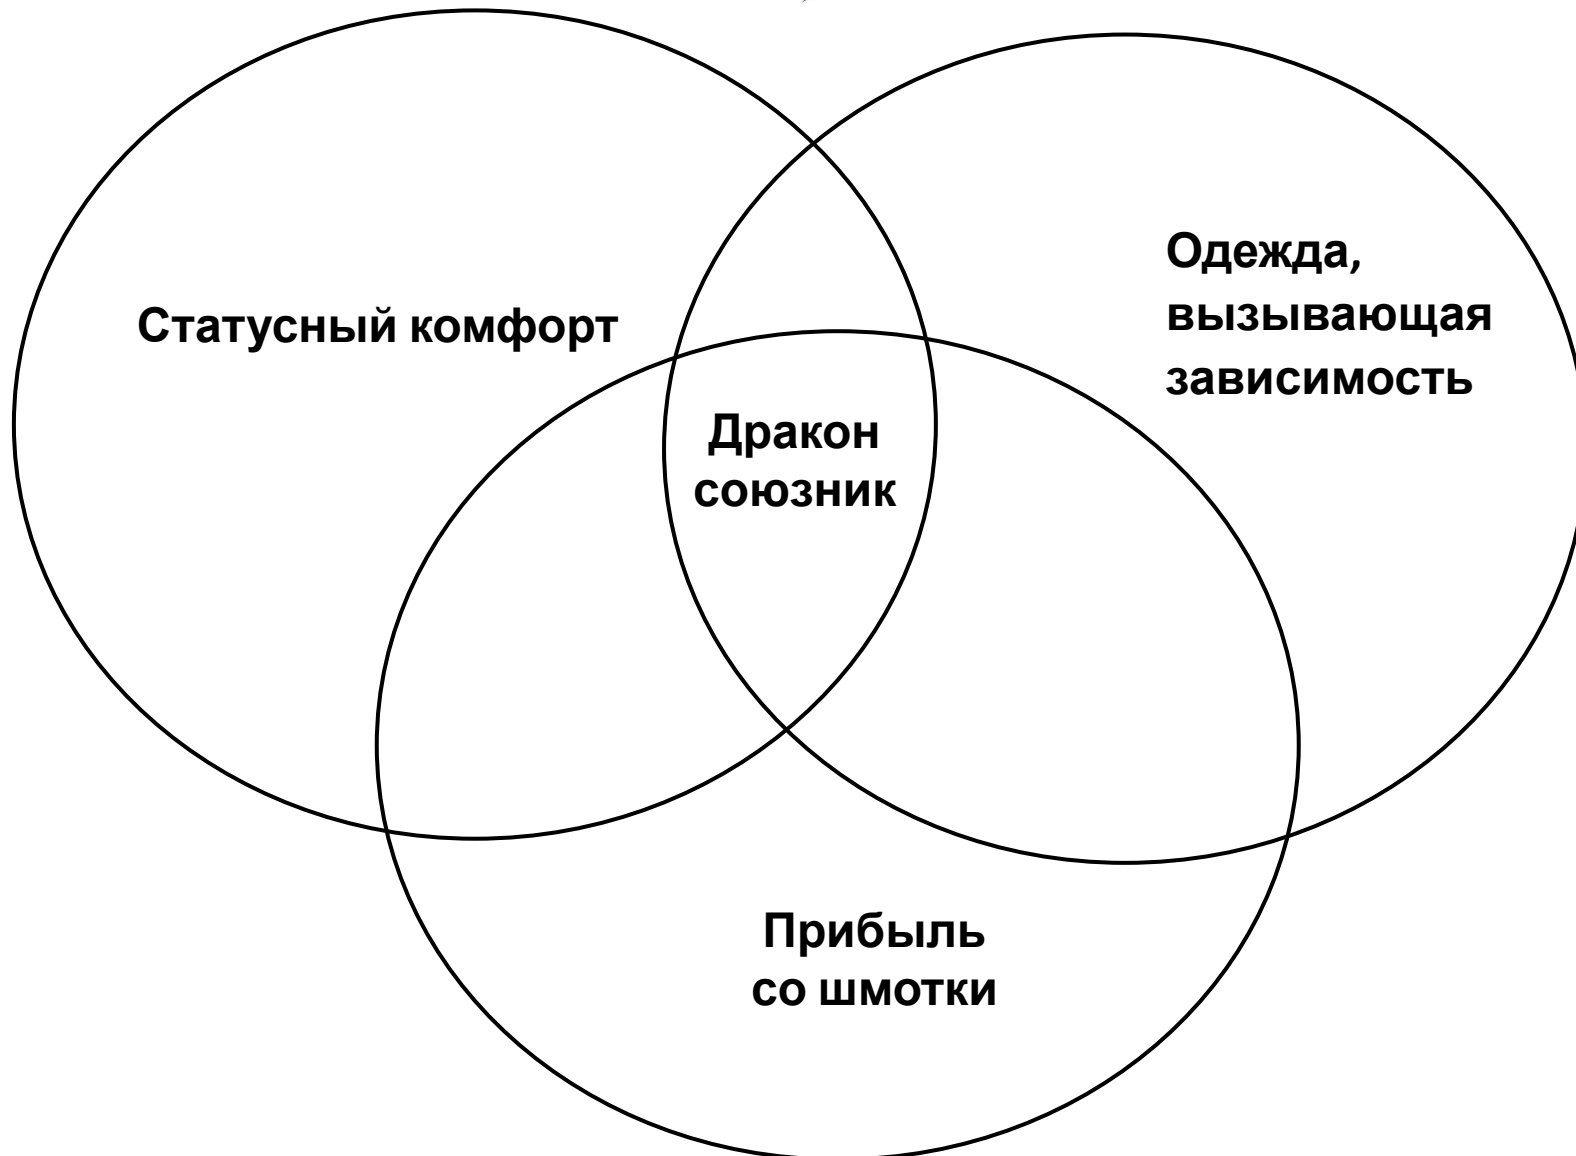 Статусный комфорт
Одежда,
вызывающая
зависимость
Дракон
союзник
Прибыль
со шмотки